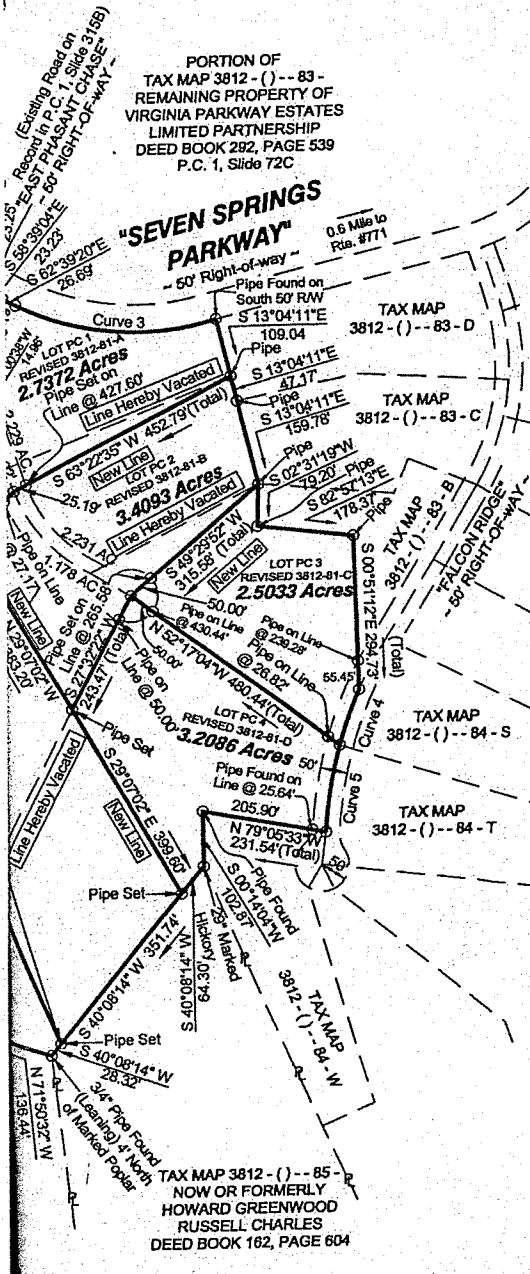 (Existing Road on
Record in P.C. 1, Slide 315B)
"EAST PHASANT CHASE"
~ 60' RIGHT-OF-WAY ~
PORTION OF
TAX MAP 3812 - ( ) - - 83 -
REMAINING PROPERTY OF
VIRGINIA PARKWAY ESTATES
LIMITED PARTNERSHIP
DEED BOOK 292, PAGE 539
P.C. 1, Slide 72C
S 58°39'04"E
23.23'
S 62°39'20"E
26.69'
"SEVEN SPRINGS
PARKWAY"
~ 50' Right-of-way ~
0.6 Mile to
Rte. #771
Pipe Found on
South 50' R/W
Curve 3
S 13°04'11"E
109.04
TAX MAP
3812 - ( ) - - 83 - D
14.96'
LOT PC 1
REVISED 3812-81-A
2.7372 Acres
Pipe Set on
Line @ 427.60'
Line Hereby Vacated
Pipe
S 13°04'11"E
47.17'
Pipe
S 13°04'11"E
159.78'
TAX MAP
3812 - ( ) - - 83 - C
S 63°22'35" W 452.79'(Total)
New Line
LOT PC 2
REVISED 3812-81-B
3.4093 Acres
Line Hereby Vacated
25.19'
2.231 AC
Pipe
S 02°31'19"W
79.20'
Pipe
S 82°57'13"E
178.37'
Pipe
TAX MAP
3812 - ( ) - - 83 - B
"FALCON RIDGE"
~ 50' RIGHT-OF-WAY ~
S 49°29'52" W
315.58' (Total)
New Line
LOT PC 3
REVISED 3812-81-C
2.5033 Acres
S 00°51'12"E 294.73'
(Total)
1.178 AC
Pipe on Line
@ 27.17'
New Line
N 29°07'02" W
Pipe Set on
Line @ 265.58'
50.00'
Pipe on Line
@ 430.44'
Pipe on Line
@ 239.28'
55.45'
S 27°32'22" W
243.47'(Total)
50.00'
Pipe on
Line @ 50.00'
N 52°17'04"W 480.44'(Total)
Pipe on Line
@ 26.82'
LOT PC 4
REVISED 3812-81-D
3.2086 Acres
Curve 4
TAX MAP
3812 - ( ) - - 84 - S
50'
Curve 5
Pipe Set
Line Hereby Vacated
S 29°07'02" E 399.60'
New Line
Pipe Found on
Line @ 25.64'
205.90'
N 79°05'33"W
231.54'(Total)
TAX MAP
3812 - ( ) - - 84 - T
50'
Pipe Found
S 00°14'04"W
102.87'
29" Marked
Hickory
S 40°08'14" W
64.30'
Pipe Set
S 40°08'14" W 351.74'
TAX MAP
3812 - ( ) - - 84 - W
Pipe Set
S 40°08'14" W
28.32'
N 71°50'32" W
136.44'
3/4" Pipe Found
(Leaning) 4' North
of Marked Poplar
TAX MAP 3812 - ( ) - - 85 -
NOW OR FORMERLY
HOWARD GREENWOOD
RUSSELL CHARLES
DEED BOOK 162, PAGE 604